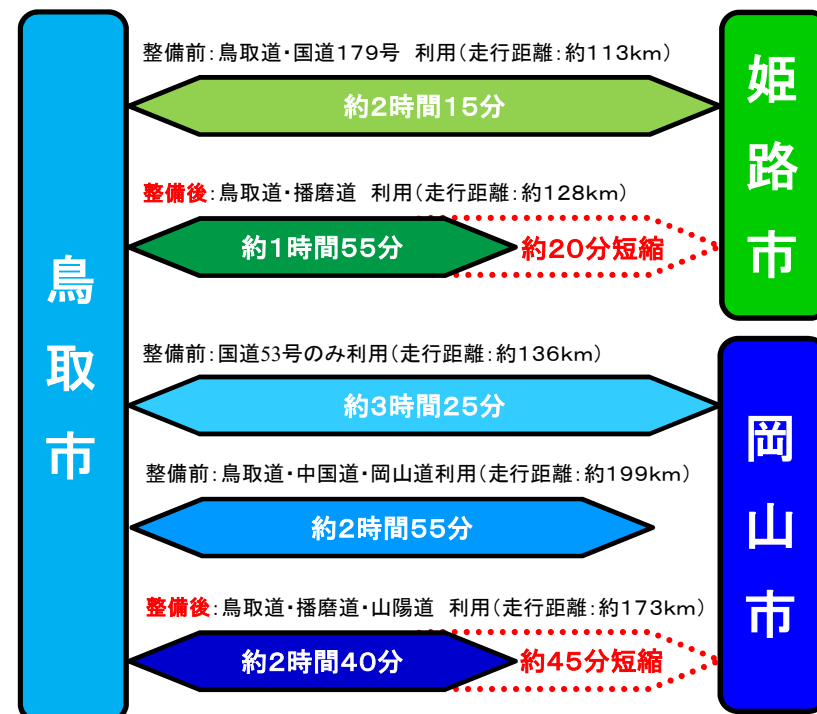 鳥取市
整備前:鳥取道・国道179号 利用(走行距離:約113km)
約2時間15分
整備後:鳥取道・播磨道 利用(走行距離:約128km)
約1時間55分
約20分短縮
姫路市
整備前:国道53号のみ利用(走行距離:約136km)
約3時間25分
整備前:鳥取道・中国道・岡山道利用(走行距離:約199km)
約2時間55分
整備後:鳥取道・播磨道・山陽道 利用(走行距離:約173km)
約2時間40分
約45分短縮
岡山市